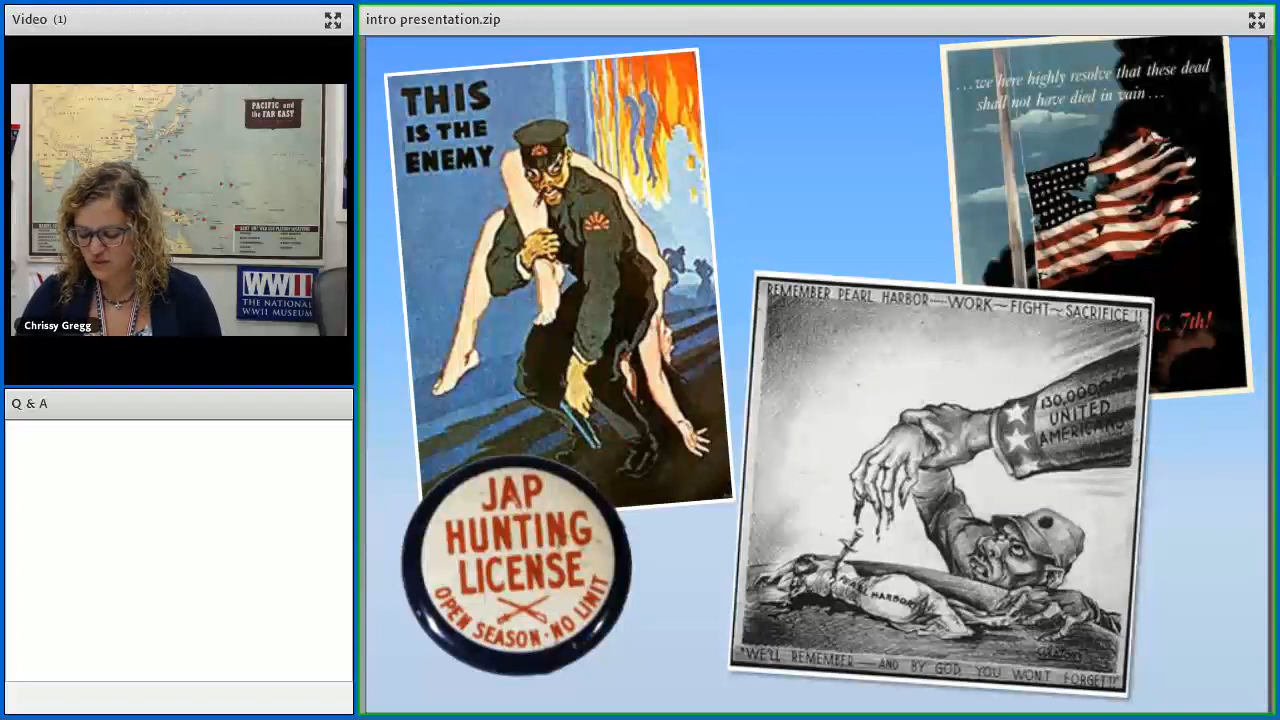 Video (1)
intro presentation.zip
PACIFIC and
the FAR EAST
WWII
THE NATIONAL
WWII MUSEUM
Chrissy Gregg
Q & A
THIS
IS THE
ENEMY
...we here highly resolve that these dead
shall not have died in vain...
7th!
REMEMBER PEARL HARBOR — WORK ~ FIGHT ~ SACRIFICE !!
130,000,000
UNITED
AMERICANS
PEARL HARBOR
"WE'LL REMEMBER — AND BY GOD, YOU WON'T FORGET!!"
JAP
HUNTING
LICENSE
OPEN SEASON · NO LIMIT